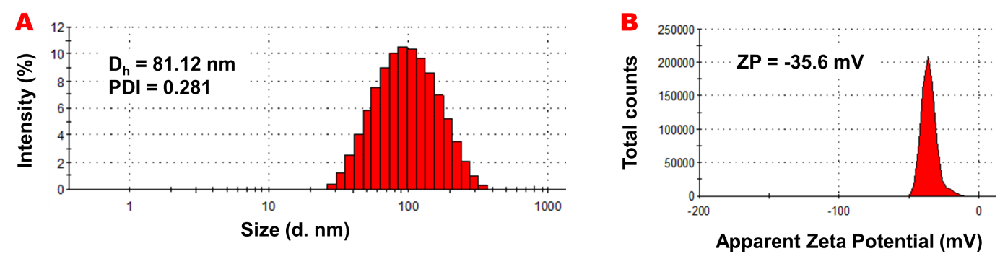 A
Intensity (%)
12
10
8
6
4
2
0
Dh = 81.12 nm
PDI = 0.281
1 10 100 1000
Size (d. nm)
B
Total counts
250000
200000
150000
100000
50000
0
ZP = -35.6 mV
-200 -100 0
Apparent Zeta Potential (mV)